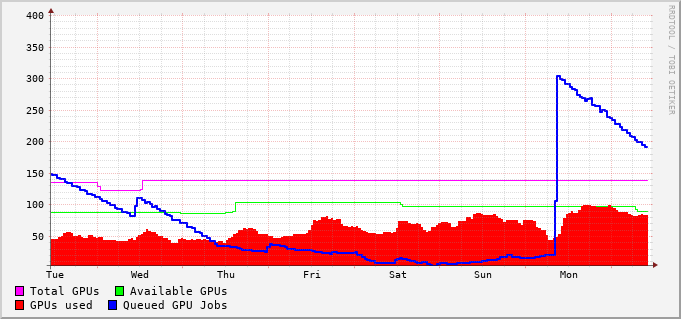 400
350
300
250
200
150
100
50
Tue Wed Thu Fri Sat Sun Mon
Total GPUs Available GPUs
GPUs used Queued GPU Jobs
RRDTOOL / TOBI OETIKER